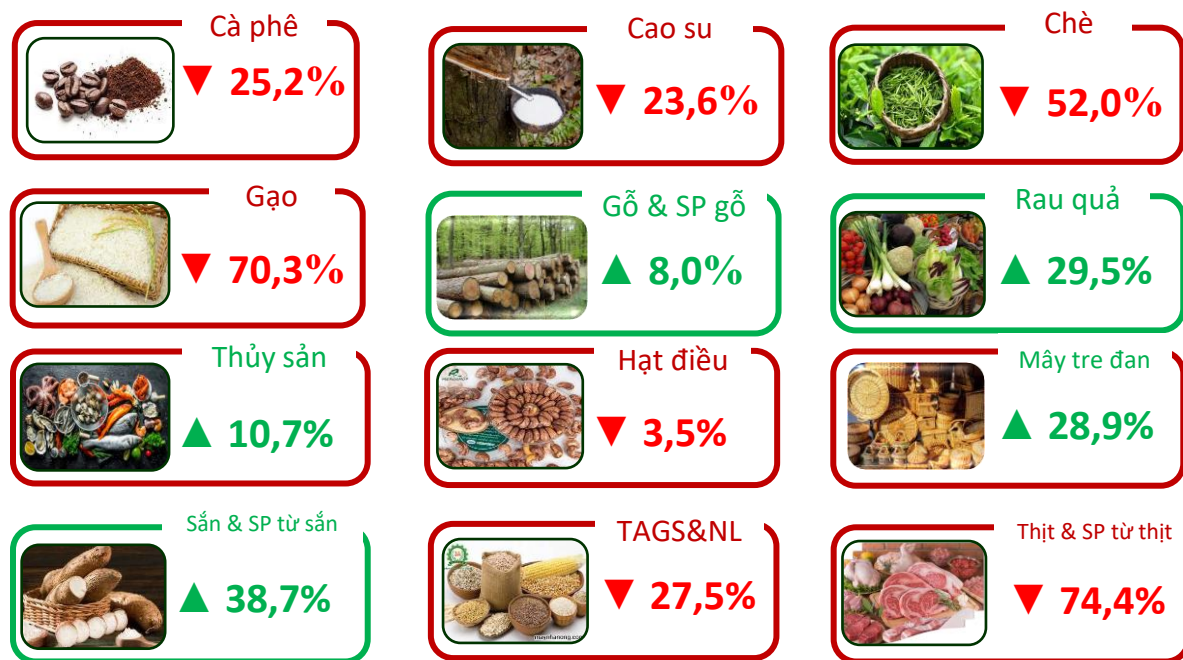 Cà phê
▼ 25,2%
Cao su
▼ 23,6%
Chè
▼ 52,0%
Gạo
▼ 70,3%
Gỗ & SP gỗ
▲ 8,0%
Rau quả
▲ 29,5%
Thủy sản
▲ 10,7%
Hạt điều
▼ 3,5%
Mây tre đan
▲ 28,9%
Sắn & SP từ sắn
▲ 38,7%
TAGS&NL
▼ 27,5%
Thịt & SP từ thịt
▼ 74,4%